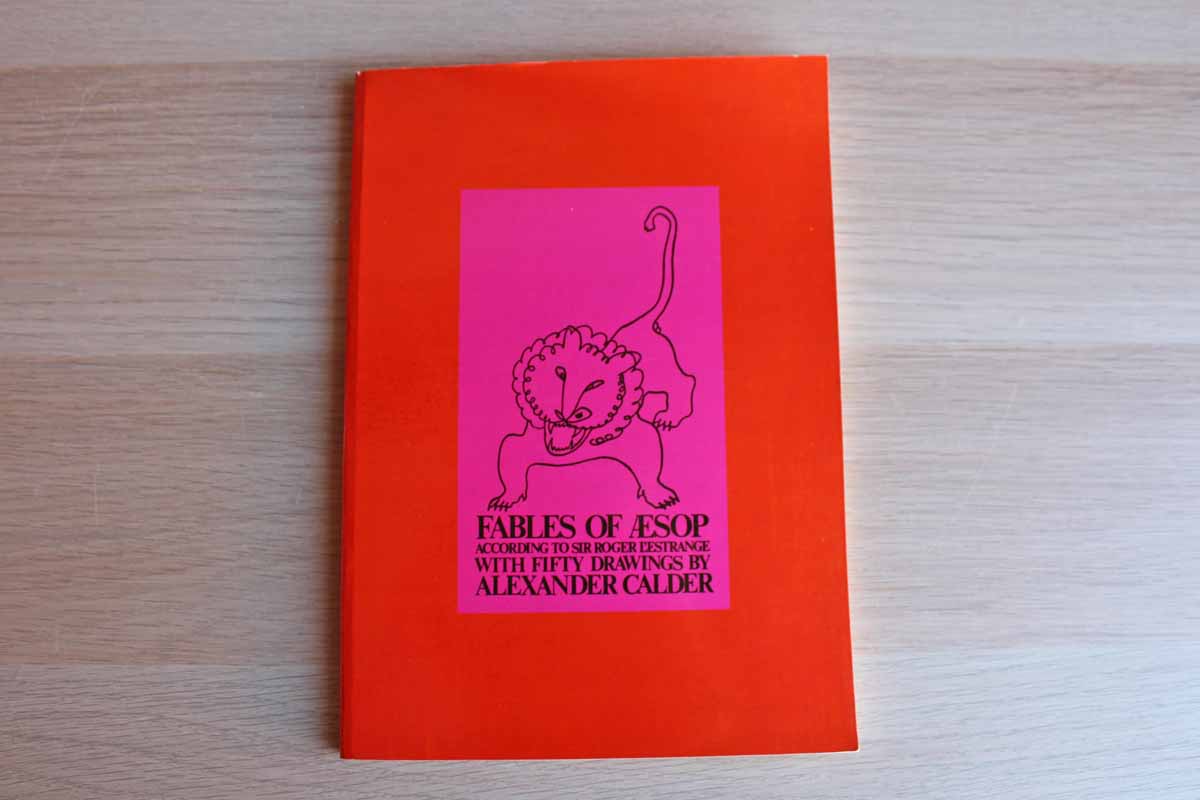 FABLES OF ÆSOP
ACCORDING TO SIR ROGER L'ESTRANGE
WITH FIFTY DRAWINGS BY
ALEXANDER CALDER